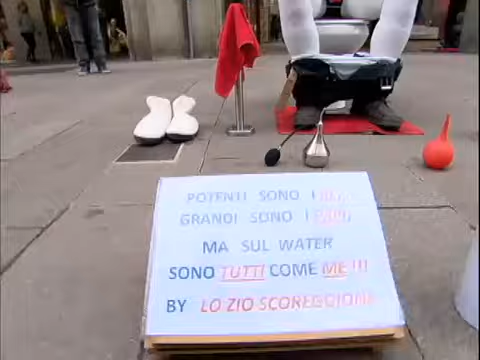 POTENTI SONO I
GRANDI SONO I
MA SUL WATER
SONO TUTTI COME ME !!!
BY LO ZIO SCOREGGIONE